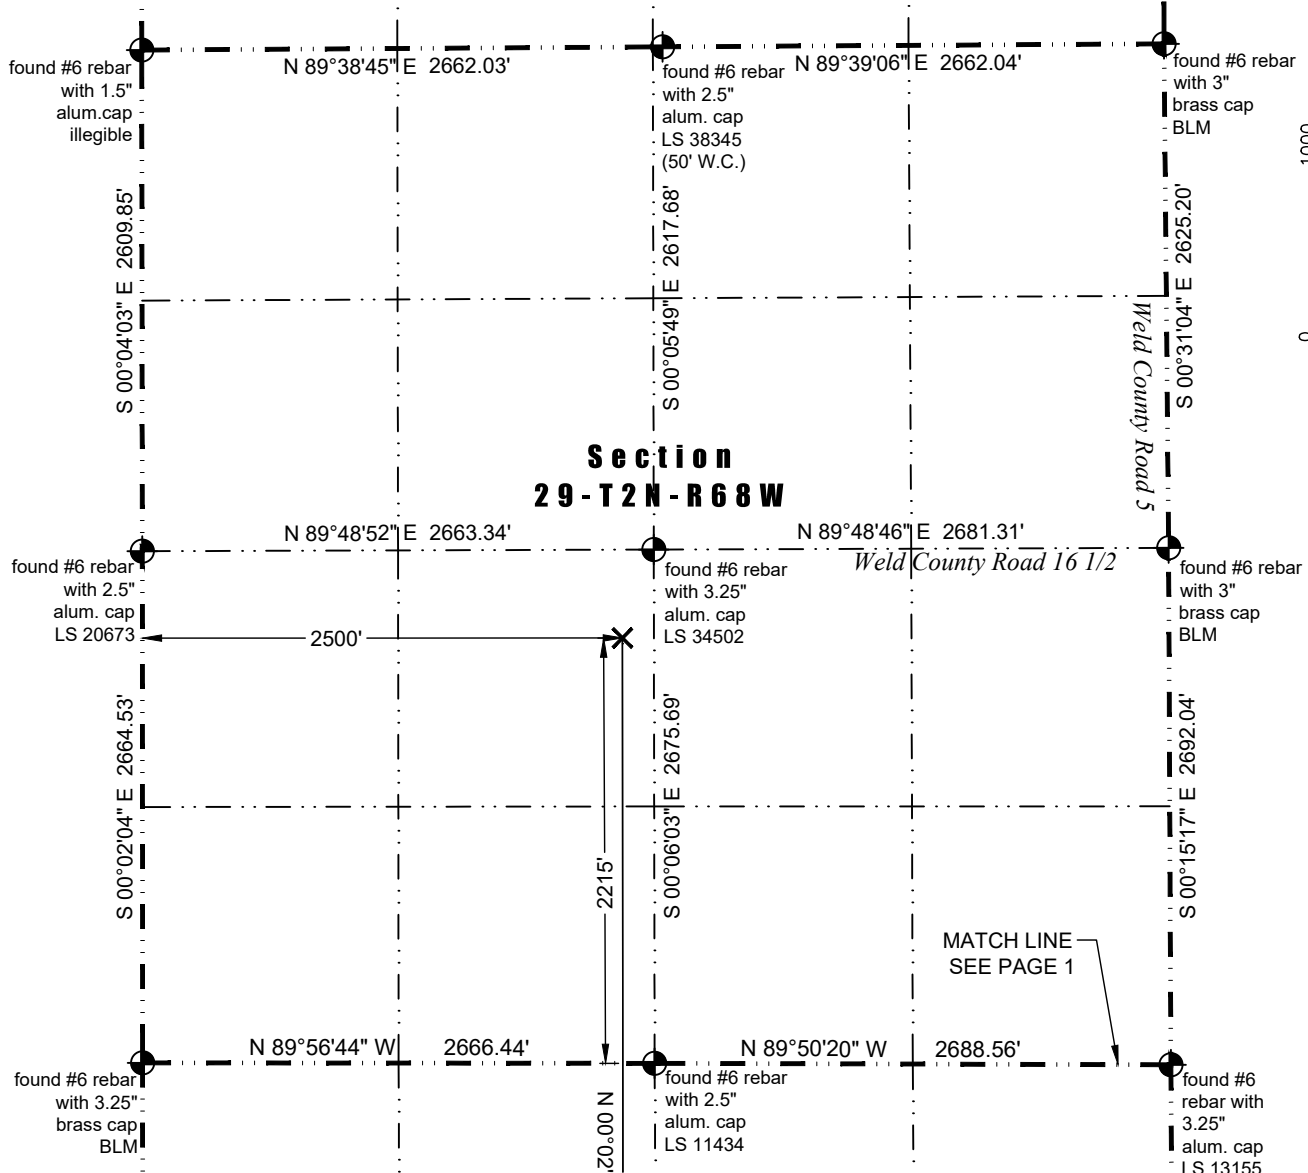 N 89°38'45" E 2662.03'
N 89°39'06" E 2662.04'
found #6 rebar
with 1.5"
alum.cap
illegible
found #6 rebar
with 2.5"
alum. cap
LS 38345
(50' W.C.)
found #6 rebar
with 3"
brass cap
BLM
1000
0
S 00°04'03" E 2609.85'
S 00°05'49" E 2617.68'
S 00°31'04" E 2625.20'
Weld County Road 5
Section
29-T2N-R68W
N 89°48'52" E 2663.34'
N 89°48'46" E 2681.31'
Weld County Road 16 1/2
found #6 rebar
with 2.5"
alum. cap
LS 20673
found #6 rebar
with 3.25"
alum. cap
LS 34502
found #6 rebar
with 3"
brass cap
BLM
2500'
S 00°02'04" E 2664.53'
2215'
S 00°06'03" E 2675.69'
S 00°15'17" E 2692.04'
MATCH LINE
SEE PAGE 1
N 89°56'44" W 2666.44'
N 89°50'20" W 2688.56'
found #6 rebar
with 3.25"
brass cap
BLM
N 00°02'
found #6 rebar
with 2.5"
alum. cap
LS 11434
found #6
rebar with
3.25"
alum. cap
LS 13155